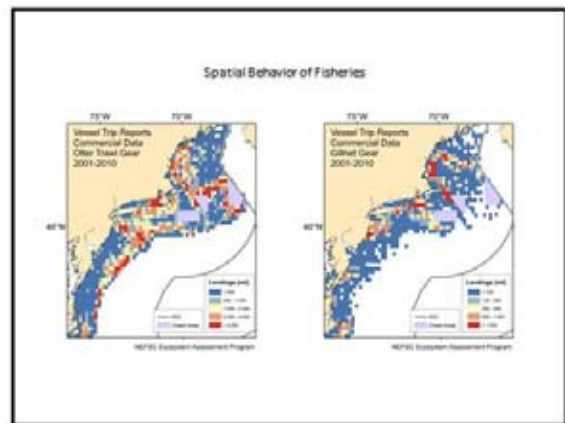 Spatial Behavior of Fisheries
75°W
70°W
Vessel Trip Reports
Commercial Data
Otter Trawl Gear
2001-2010
40°N
Landings (mt)
Closed Areas
NEFSC Ecosystem Assessment Program
75°W
70°W
Vessel Trip Reports
Commercial Data
Gillnet Gear
2001-2010
40°N
Landings (mt)
Closed Areas
NEFSC Ecosystem Assessment Program